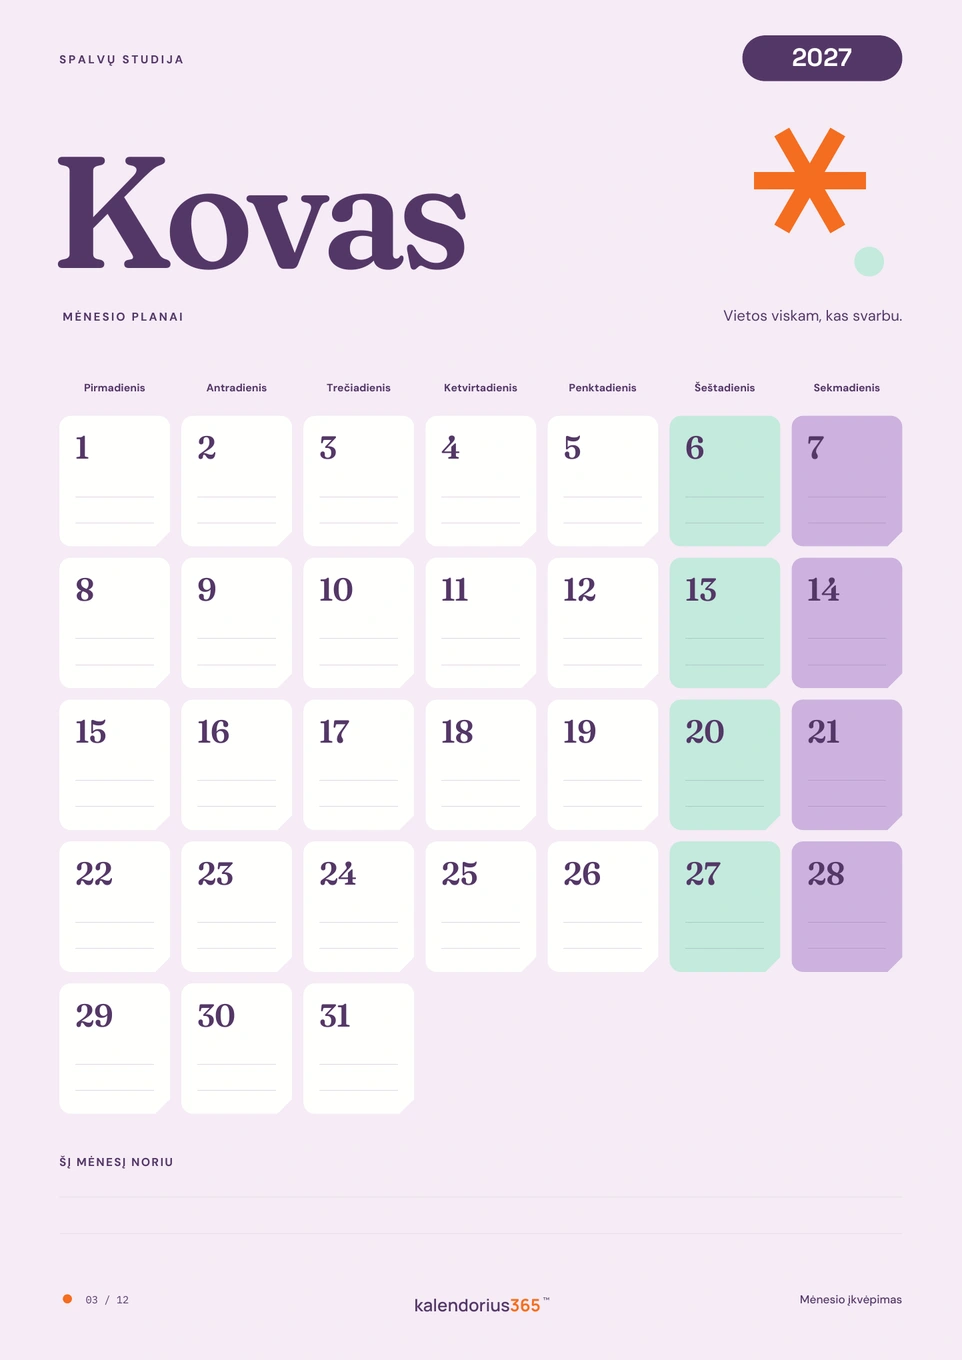 SPALVŲ STUDIJA
2027
Kovas
MĖNESIO PLANAI
Vietos viskam, kas svarbu.
Pirmadienis Antradienis Trečiadienis Ketvirtadienis Penktadienis Šeštadienis Sekmadienis
1 2 3 4 5 6 7
8 9 10 11 12 13 14
15 16 17 18 19 20 21
22 23 24 25 26 27 28
29 30 31
ŠĮ MĖNESĮ NORIU
03 / 12
kalendorius365™
Mėnesio įkvėpimas